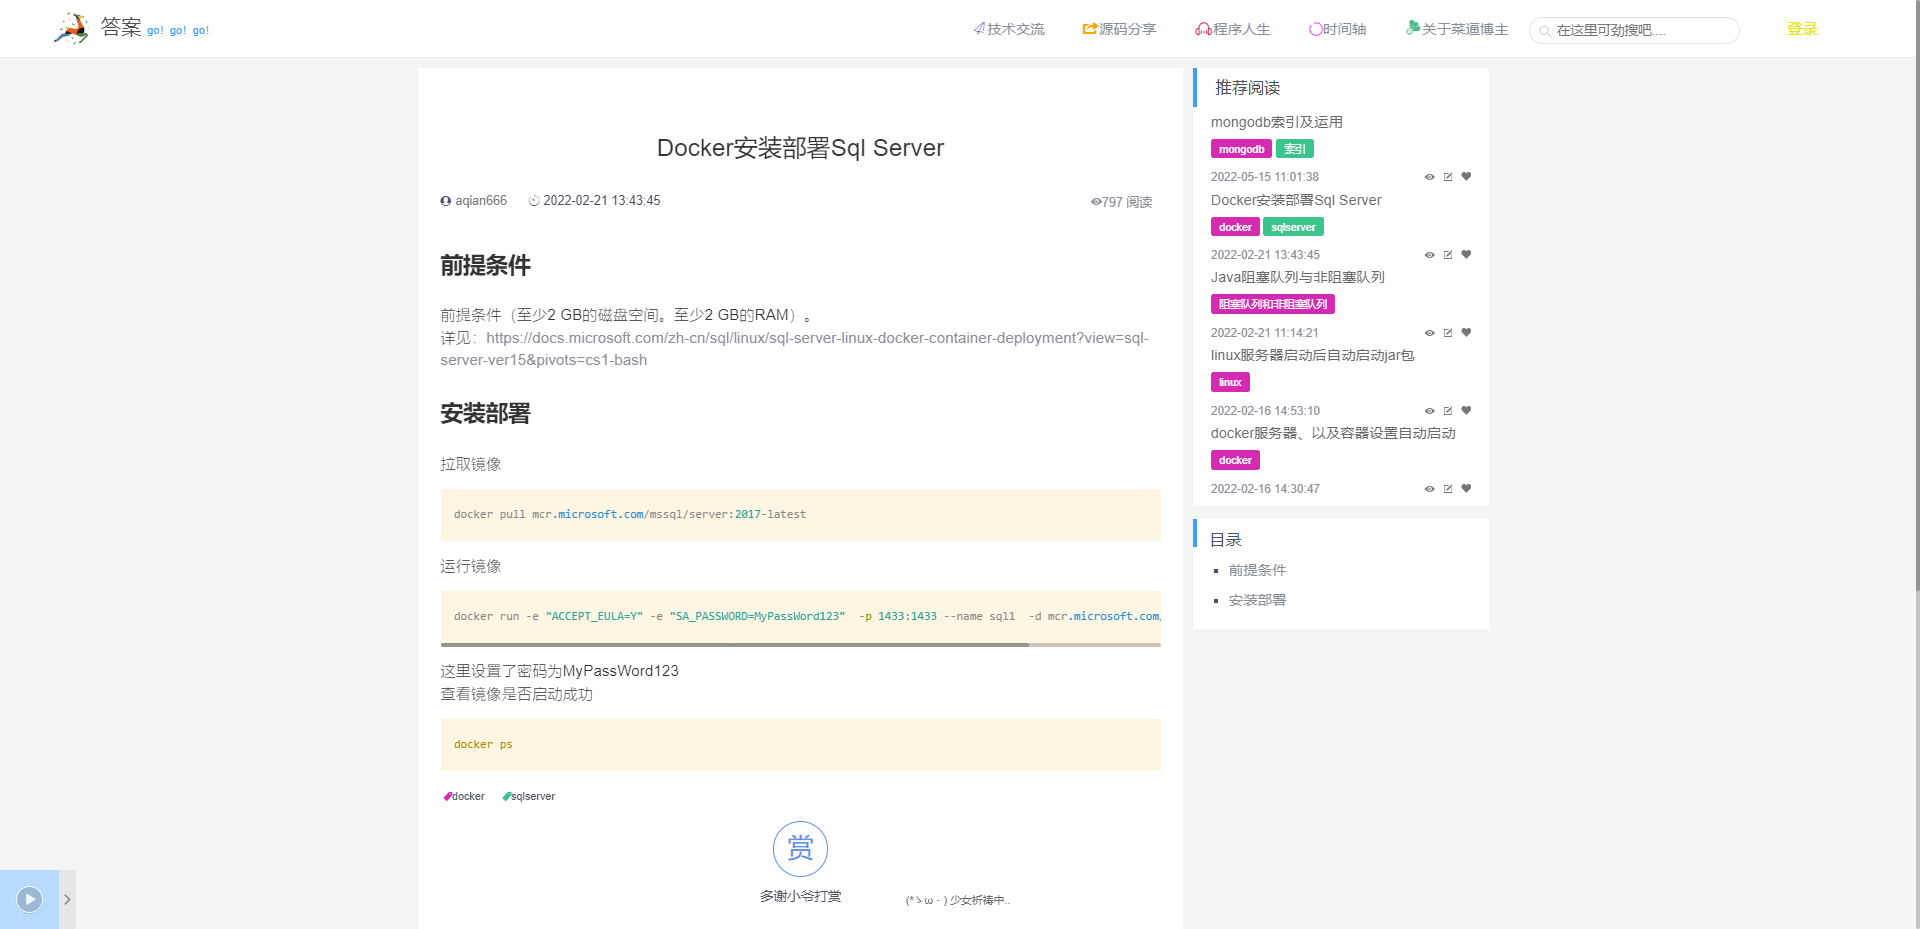 答案 go! go! go!
技术交流
源码分享
程序人生
时间轴
关于菜逼博主
在这里可劲搜吧....
登录
Docker安装部署Sql Server
aqian666 2022-02-21 13:43:45 797 阅读
前提条件
前提条件（至少2 GB的磁盘空间。至少2 GB的RAM）。
详见：https://docs.microsoft.com/zh-cn/sql/linux/sql-server-linux-docker-container-deployment?view=sql-
server-ver15&pivots=cs1-bash
安装部署
拉取镜像
docker pull mcr.microsoft.com/mssql/server:2017-latest
运行镜像
docker run -e "ACCEPT_EULA=Y" -e "SA_PASSWORD=MyPassWord123"  -p 1433:1433 --name sql1  -d mcr.microsoft.com/
这里设置了密码为MyPassWord123
查看镜像是否启动成功
docker ps
docker sqlserver
赏
多谢小爷打赏
(*ゝω・) 少女祈祷中..
推荐阅读
mongodb索引及运用
mongodb 索引
2022-05-15 11:01:38
Docker安装部署Sql Server
docker sqlserver
2022-02-21 13:43:45
Java阻塞队列与非阻塞队列
阻塞队列和非阻塞队列
2022-02-21 11:14:21
linux服务器启动后自动启动jar包
linux
2022-02-16 14:53:10
docker服务器、以及容器设置自动启动
docker
2022-02-16 14:30:47
目录
前提条件
安装部署